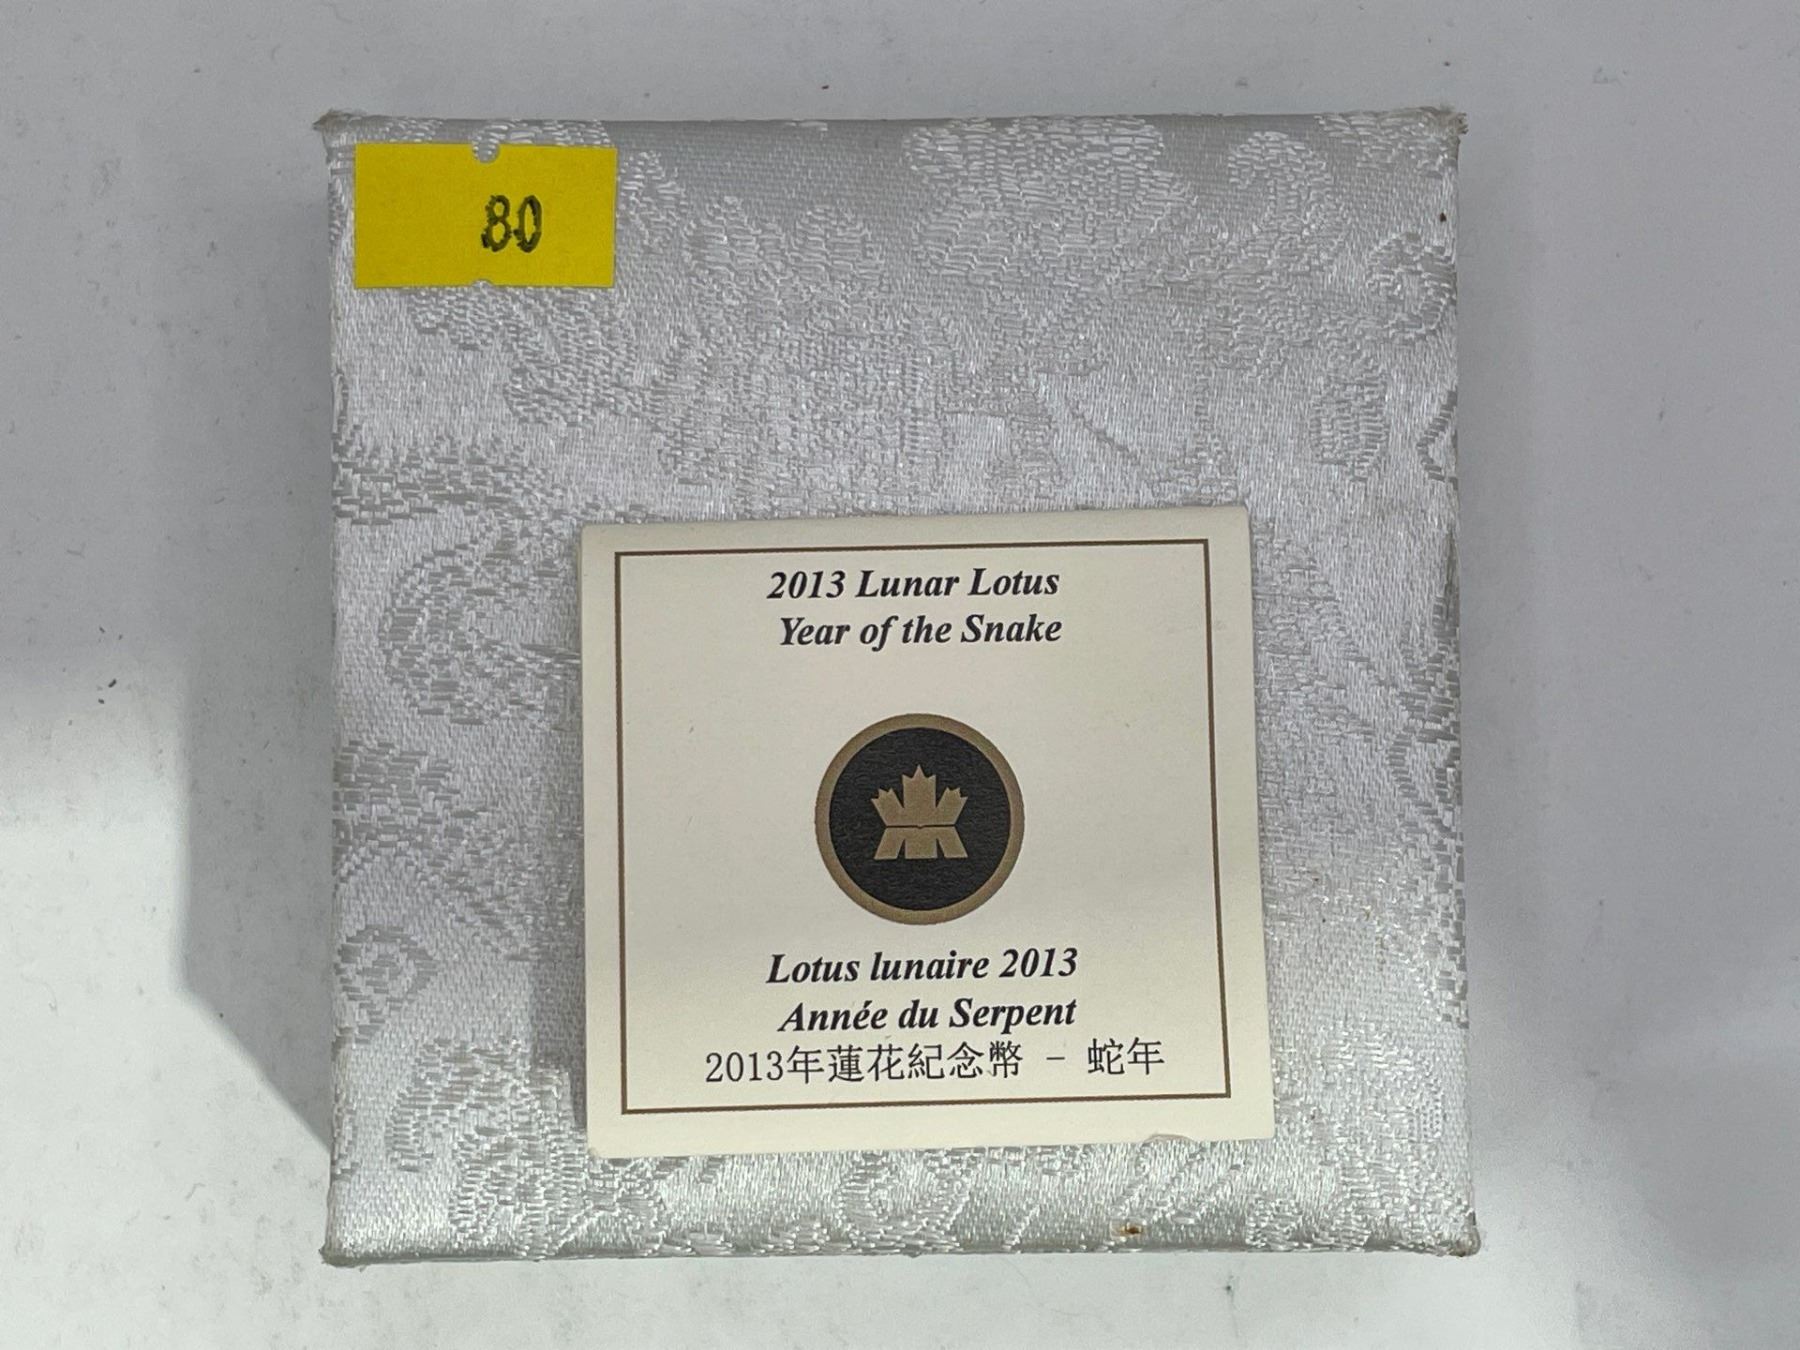 80
2013 Lunar Lotus
Year of the Snake
Lotus lunaire 2013
Année du Serpent
2013年蓮花紀念幣 - 蛇年